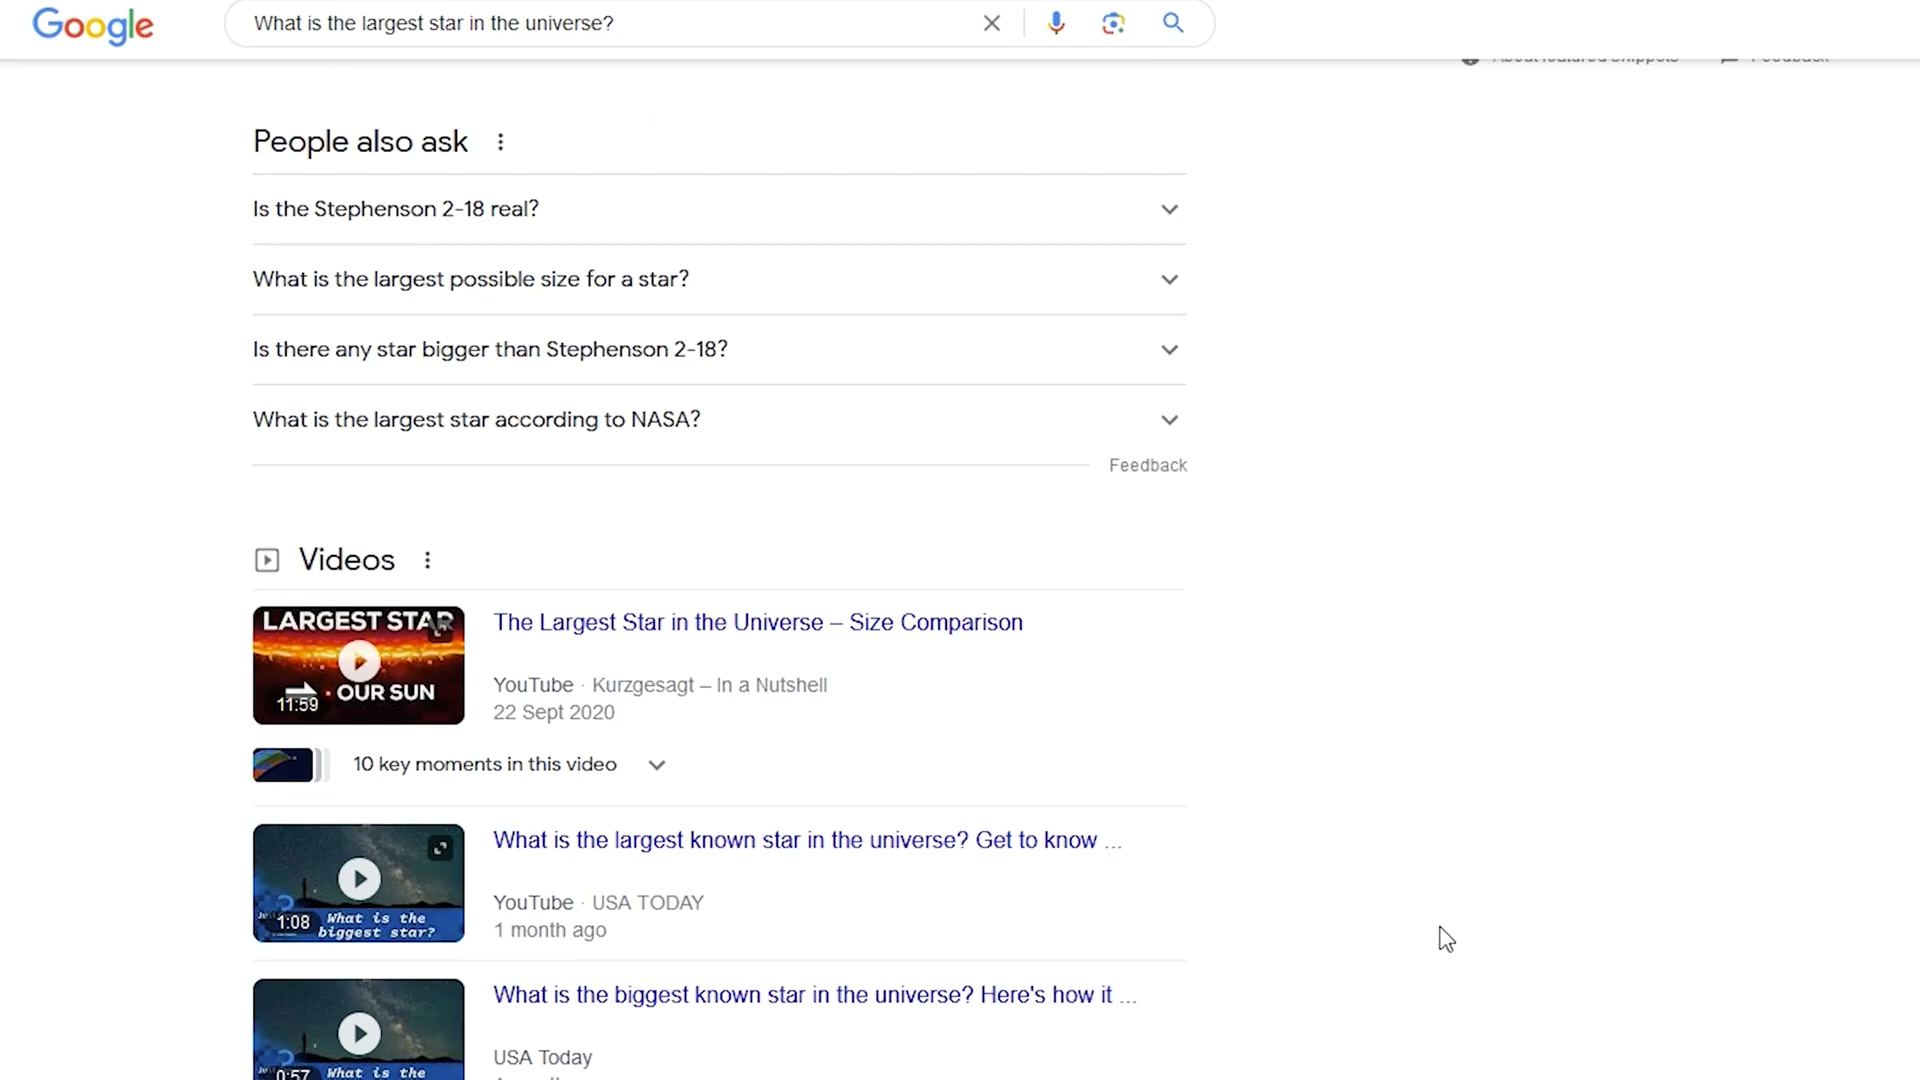 Google
What is the largest star in the universe?
About featured snippets
Feedback
People also ask
Is the Stephenson 2-18 real?
What is the largest possible size for a star?
Is there any star bigger than Stephenson 2-18?
What is the largest star according to NASA?
Feedback
Videos
LARGEST STAR
OUR SUN
11:59
The Largest Star in the Universe – Size Comparison
YouTube · Kurzgesagt – In a Nutshell
22 Sept 2020
10 key moments in this video
What is the
biggest star?
1:08
What is the largest known star in the universe? Get to know ...
YouTube · USA TODAY
1 month ago
What is the
0:57
What is the biggest known star in the universe? Here's how it ...
USA Today